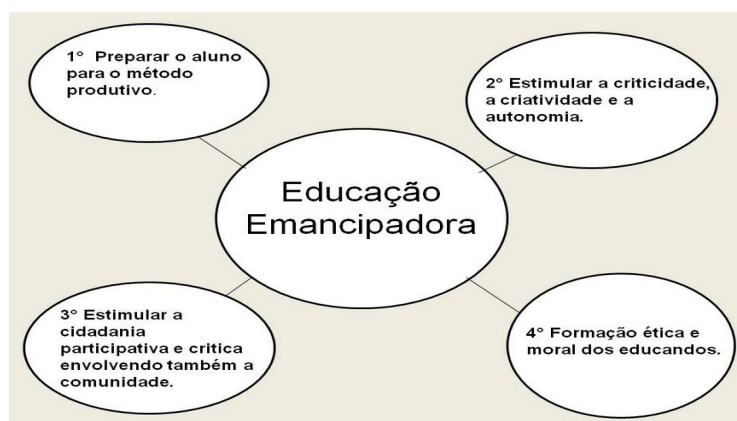 1° Preparar o aluno
para o método
produtivo.
2° Estimular a criticidade,
a criatividade e a
autonomia.
Educação
Emancipadora
3° Estimular a
cidadania
participativa e critica
envolvendo também a
comunidade.
4° Formação ética e
moral dos educandos.